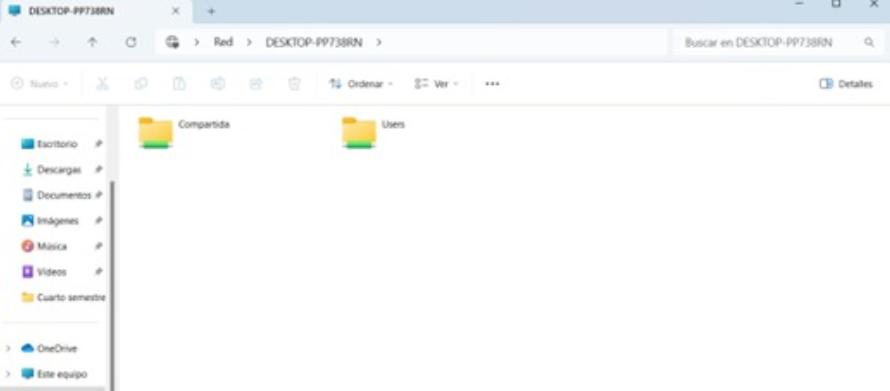 DESKTOP-PP738RN
Red > DESKTOP-PP738RN >
Buscar en DESKTOP-PP738RN
Nuevo
Ordenar
Ver
Detalles
Compartida
Users
Escritorio
Descargas
Documentos
Imágenes
Música
Vídeos
Cuarto semestre
OneDrive
Este equipo